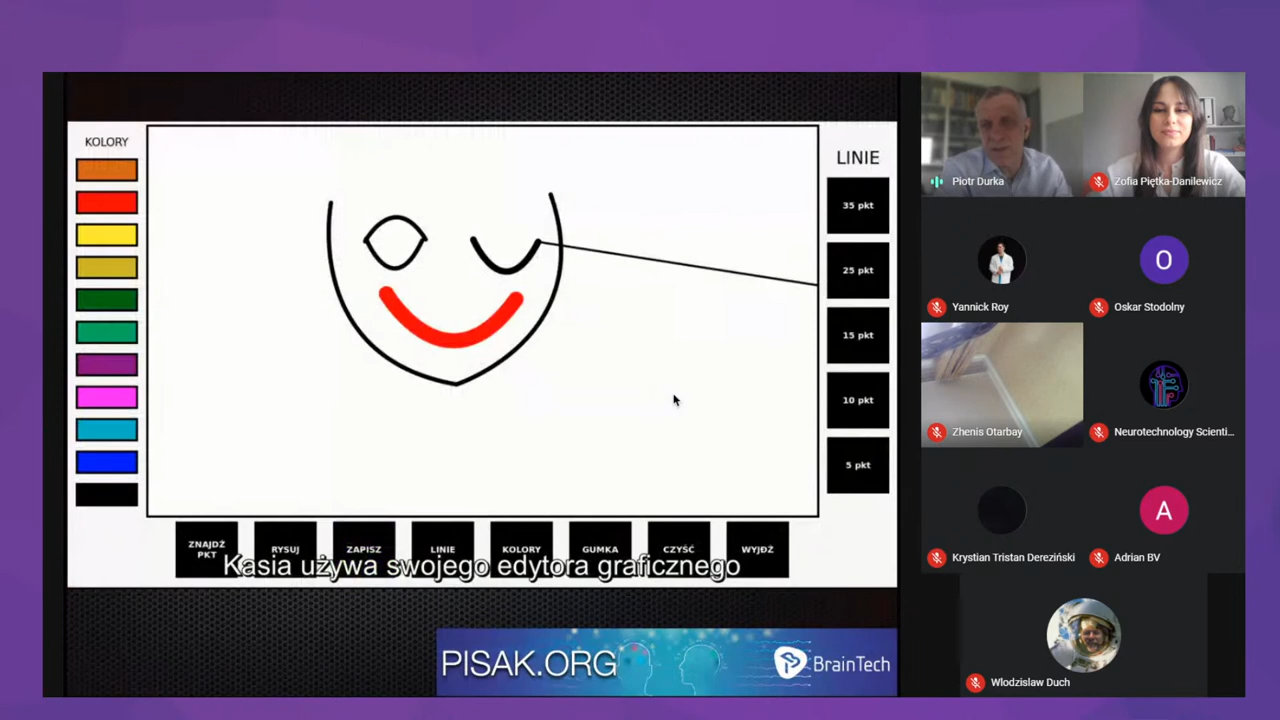 KOLORY
LINIE
35 pkt
25 pkt
15 pkt
10 pkt
5 pkt
ZNAJDŹ
PKT
RYSUJ
ZAPISZ
LINIE
KOLORY
GUMKA
CZYŚĆ
WYJDŹ
Kasia używa swojego edytora graficznego
PISAK.ORG
BrainTech
Piotr Durka
Zofia Piętka-Danilewicz
Yannick Roy
O
Oskar Stodolny
Zhenis Otarbay
Neurotechnology Scienti...
Krystian Tristan Dereziński
A
Adrian BV
Wlodzislaw Duch